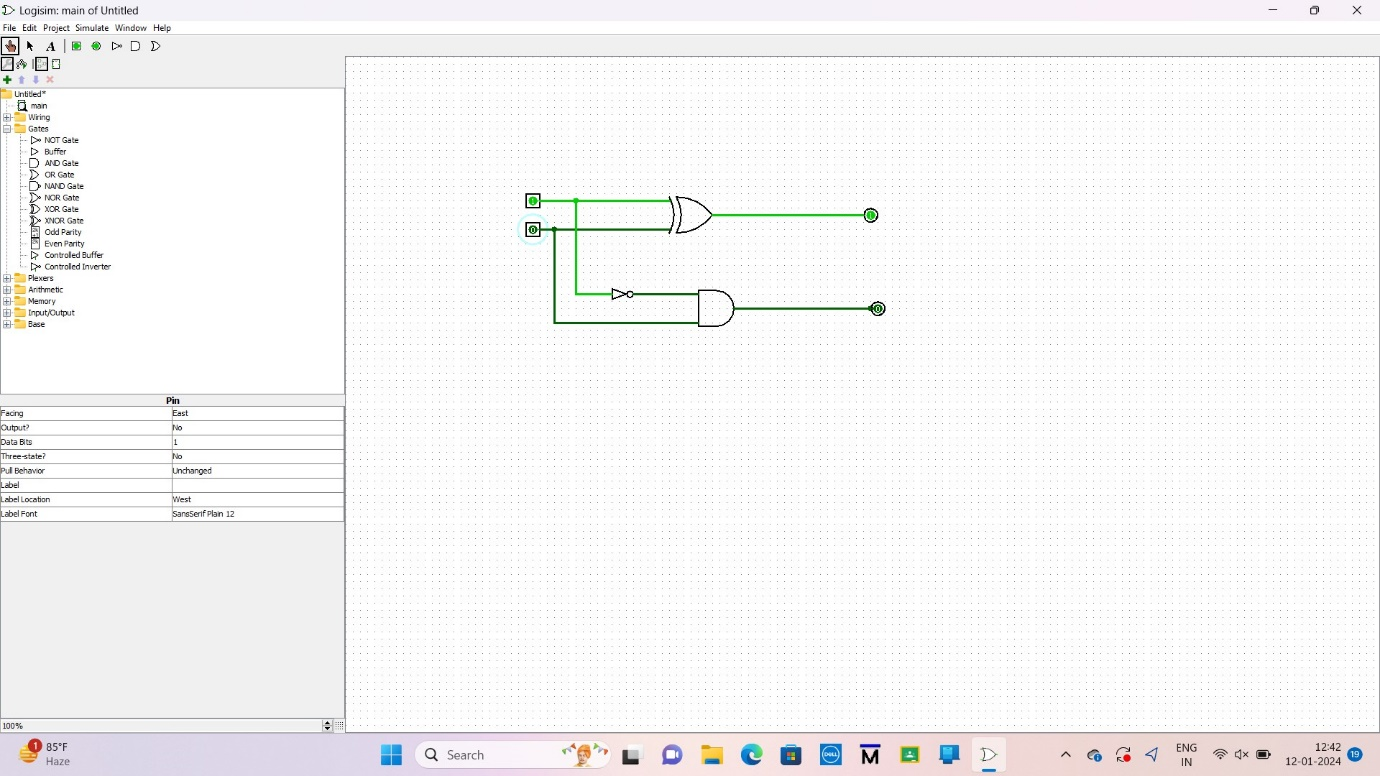 Logisim: main of Untitled
File Edit Project Simulate Window Help
A
Untitled*
main
Wiring
Gates
NOT Gate
Buffer
AND Gate
OR Gate
NAND Gate
NOR Gate
XOR Gate
XNOR Gate
Odd Parity
Even Parity
Controlled Buffer
Controlled Inverter
Plexers
Arithmetic
Memory
Input/Output
Base
1 1
0
0
Pin
Facing East
Output? No
Data Bits 1
Three-state? No
Pull Behavior Unchanged
Label
Label Location West
Label Font SansSerif Plain 12
100%
1 85°F
Haze
Search
DELL
M
ENG
IN
12:42
12-01-2024
19